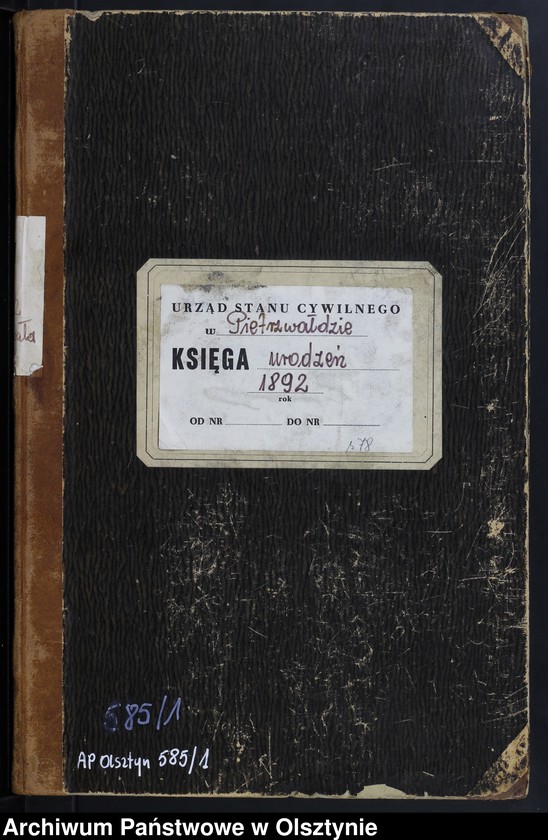 URZĄD STANU CYWILNEGO
w Pietrzwałdzie
KSIĘGA urodzeń
1892
rok
OD NR DO NR
p78
585/1
AP Olsztyn 585/1
Archiwum Państwowe w Olsztynie